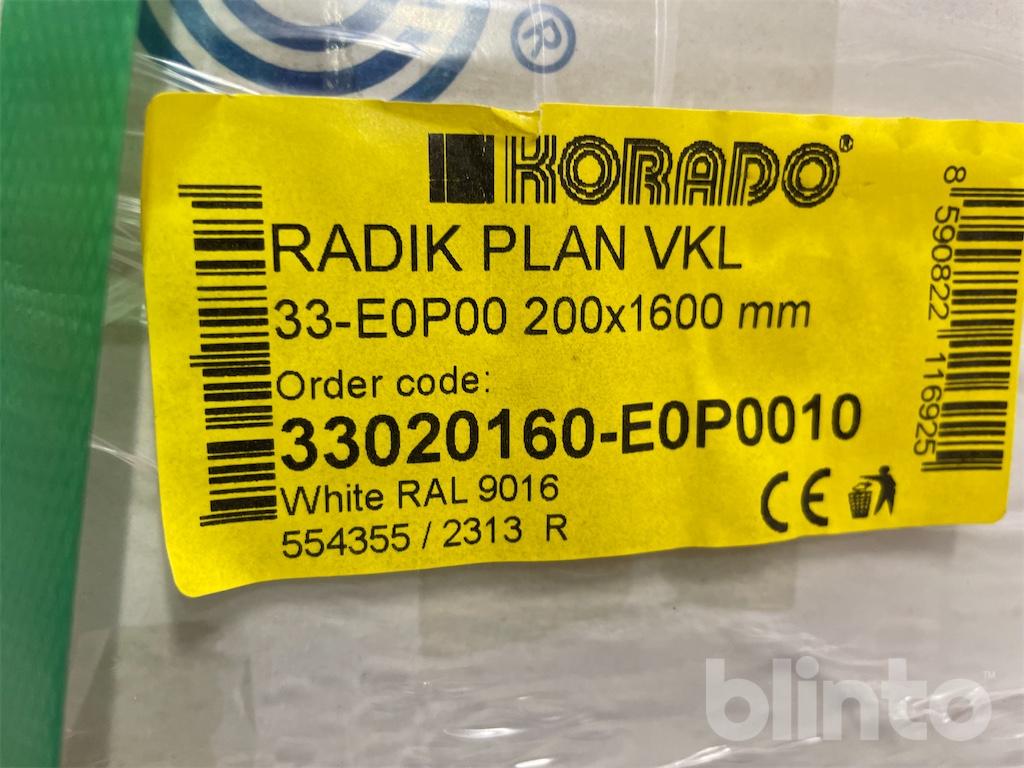 ®
KORADO®
RADIK PLAN VKL
33-E0P00 200x1600 mm
Order code:
33020160-E0P0010
White RAL 9016
554355 / 2313 R
CE
8 590822 116925
blinto™